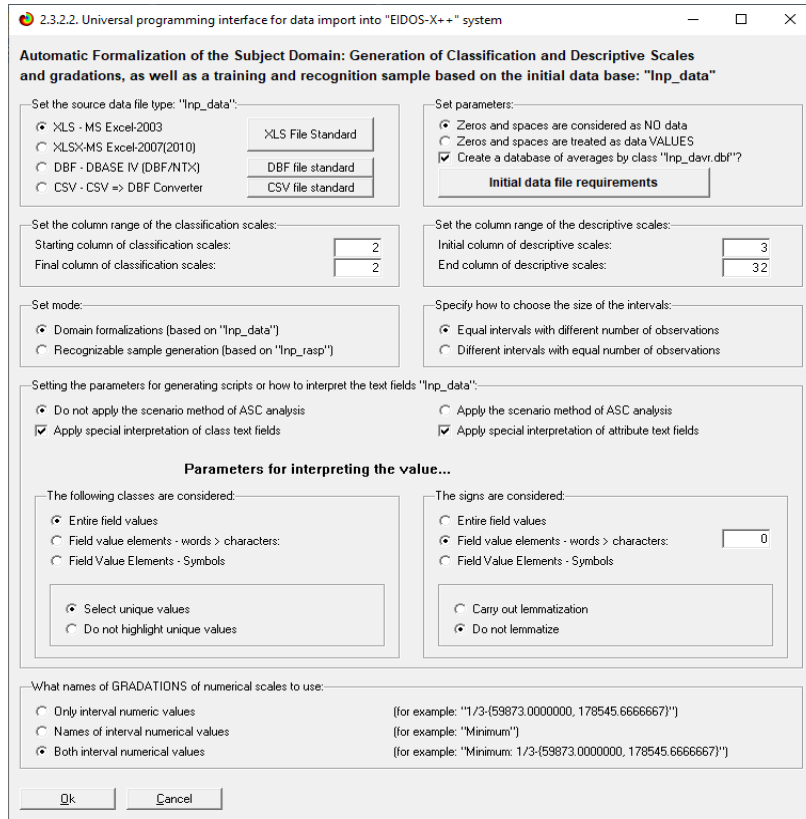 2.3.2.2. Universal programming interface for data import into "EIDOS-X++" system
Automatic Formalization of the Subject Domain: Generation of Classification and Descriptive Scales
and gradations, as well as a training and recognition sample based on the initial data base: "Inp_data"
Set the source data file type: "Inp_data":
XLS - MS Excel-2003
XLSX-MS Excel-2007(2010)
DBF - DBASE IV (DBF/NTX)
CSV - CSV => DBF Converter
XLS File Standard
DBF file standard
CSV file standard
Set parameters:
Zeros and spaces are considered as NO data
Zeros and spaces are treated as data VALUES
Create a database of averages by class "Inp_davr.dbf"?
Initial data file requirements
Set the column range of the classification scales:
Starting column of classification scales: 2
Final column of classification scales: 2
Set the column range of the descriptive scales:
Initial column of descriptive scales: 3
End column of descriptive scales: 32
Set mode:
Domain formalizations (based on "Inp_data")
Recognizable sample generation (based on "Inp_rasp")
Specify how to choose the size of the intervals:
Equal intervals with different number of observations
Different intervals with equal number of observations
Setting the parameters for generating scripts or how to interpret the text fields "Inp_data":
Do not apply the scenario method of ASC analysis
Apply the scenario method of ASC analysis
Apply special interpretation of class text fields
Apply special interpretation of attribute text fields
Parameters for interpreting the value...
The following classes are considered:
Entire field values
Field value elements - words > characters:
Field Value Elements - Symbols
Select unique values
Do not highlight unique values
The signs are considered:
Entire field values
Field value elements - words > characters: 0
Field Value Elements - Symbols
Carry out lemmatization
Do not lemmatize
What names of GRADATIONS of numerical scales to use:
Only interval numeric values (for example: "1/3-{59873.0000000, 178545.6666667}")
Names of interval numerical values (for example: "Minimum")
Both interval numerical values (for example: "Minimum: 1/3-{59873.0000000, 178545.6666667}")
Ok
Cancel